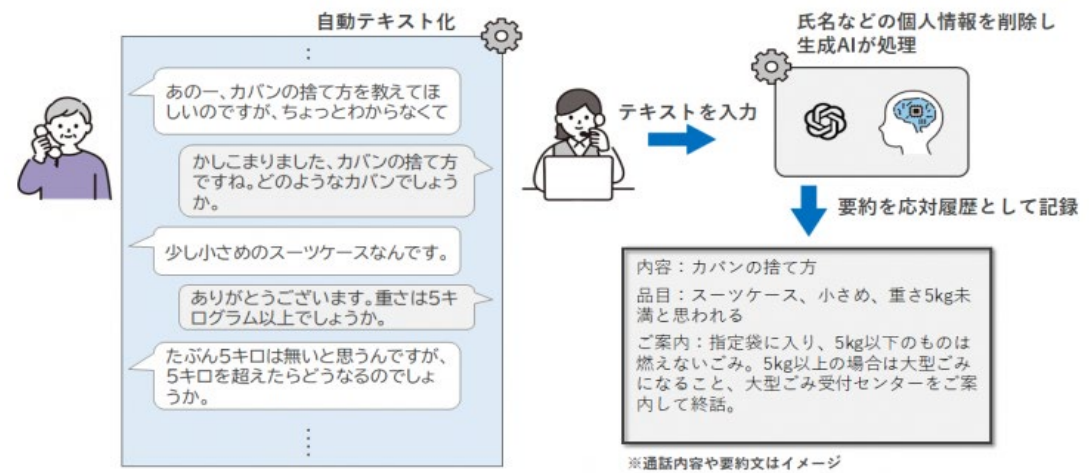 自動テキスト化
:
あのー、カバンの捨て方を教えてほ
しいのですが、ちょっとわからなくて
かしこまりました、カバンの捨て方
ですね。どのようなカバンでしょう
か。
少し小さめのスーツケースなんです。
ありがとうございます。重さは5キ
ログラム以上でしょうか。
たぶん5キロは無いと思うんですが、
5キロを超えたらどうなるのでしょ
うか。
テキストを入力
氏名などの個人情報を削除し
生成AIが処理
要約を応対履歴として記録
内容：カバンの捨て方
品目：スーツケース、小さめ、重さ5kg未
満と思われる
ご案内：指定袋に入り、5kg以下のものは
燃えないごみ。5kg以上の場合は大型ごみ
になること、大型ごみ受付センターをご案
内して終話。
※通話内容や要約文はイメージ